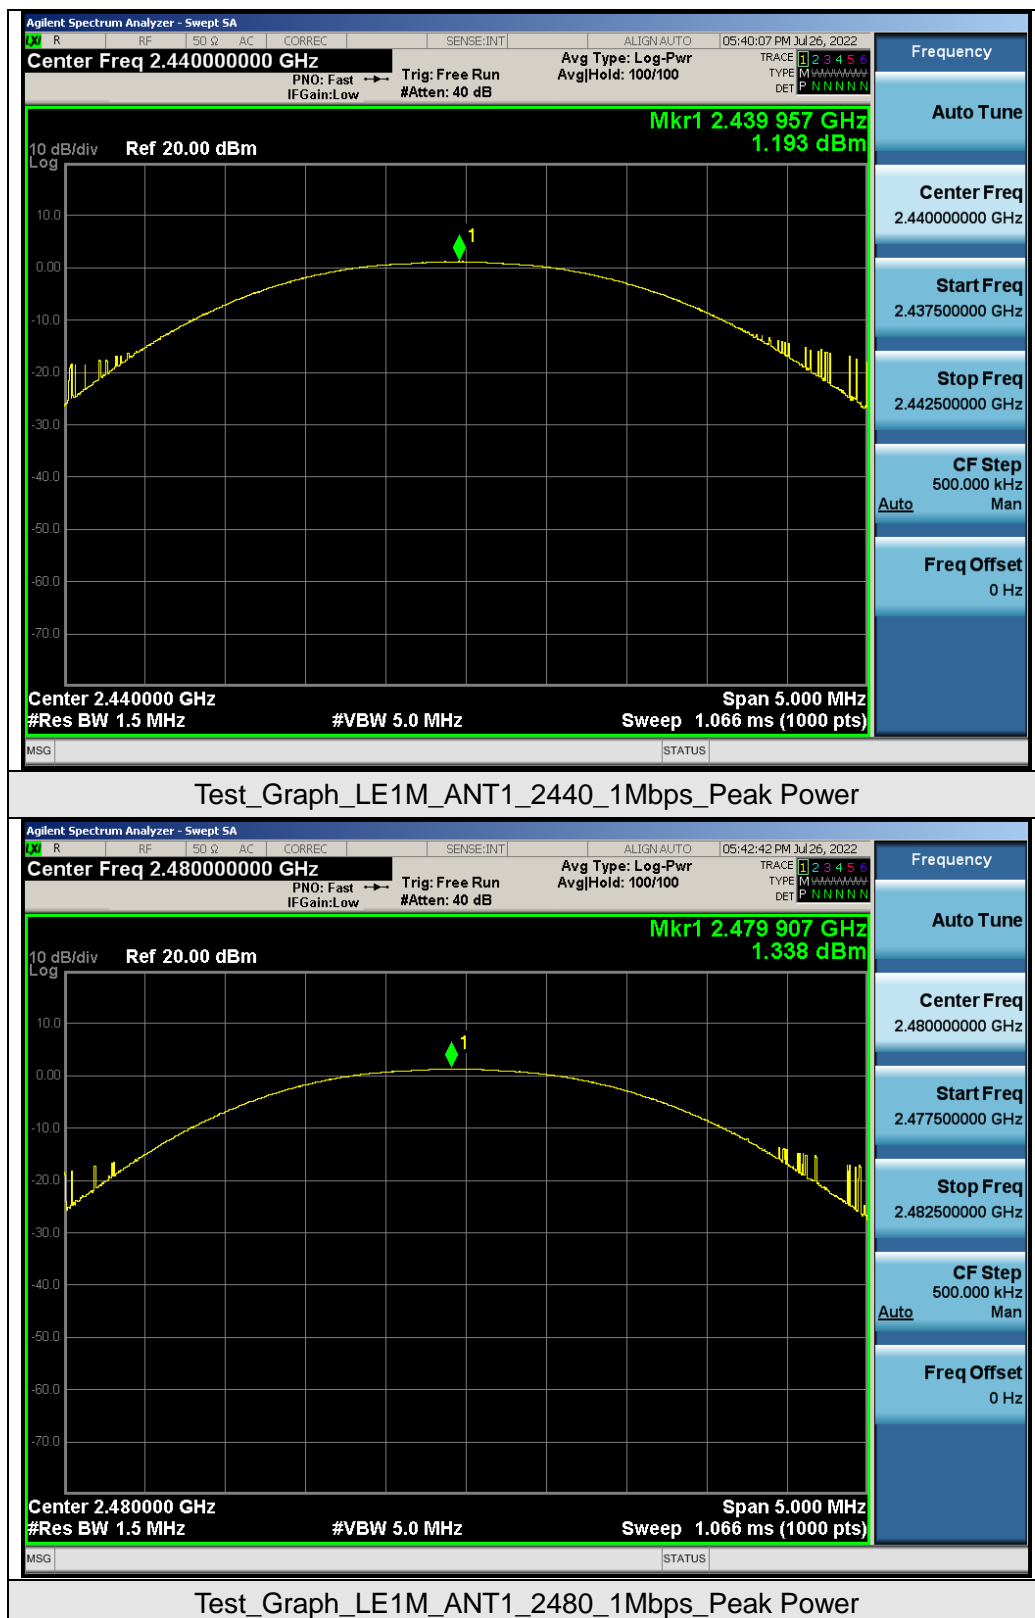 Agilent Spectrum Analyzer - Swept SA
LXI R RF 50 Ω AC CORREC SENSE:INT ALIGN AUTO 05:40:07 PM Jul 26, 2022
Center Freq 2.440000000 GHz
PNO: Fast
IFGain:Low
Trig: Free Run
#Atten: 40 dB
Avg Type: Log-Pwr
Avg|Hold: 100/100
TRACE 1 2 3 4 5 6
TYPE M
DET P N N N N N
Mkr1 2.439 957 GHz
1.193 dBm
10 dB/div Ref 20.00 dBm
Log
10.0
1
0.00
-10.0
-20.0
-30.0
-40.0
-50.0
-60.0
-70.0
Center 2.440000 GHz Span 5.000 MHz
#Res BW 1.5 MHz #VBW 5.0 MHz Sweep 1.066 ms (1000 pts)
MSG STATUS
Frequency
Auto Tune
Center Freq
2.440000000 GHz
Start Freq
2.437500000 GHz
Stop Freq
2.442500000 GHz
CF Step
500.000 kHz
Auto Man
Freq Offset
0 Hz
Test_Graph_LE1M_ANT1_2440_1Mbps_Peak Power
Agilent Spectrum Analyzer - Swept SA
LXI R RF 50 Ω AC CORREC SENSE:INT ALIGN AUTO 05:42:42 PM Jul 26, 2022
Center Freq 2.480000000 GHz
PNO: Fast
IFGain:Low
Trig: Free Run
#Atten: 40 dB
Avg Type: Log-Pwr
Avg|Hold: 100/100
TRACE 1 2 3 4 5 6
TYPE M
DET P N N N N N
Mkr1 2.479 907 GHz
1.338 dBm
10 dB/div Ref 20.00 dBm
Log
10.0
1
0.00
-10.0
-20.0
-30.0
-40.0
-50.0
-60.0
-70.0
Center 2.480000 GHz Span 5.000 MHz
#Res BW 1.5 MHz #VBW 5.0 MHz Sweep 1.066 ms (1000 pts)
MSG STATUS
Frequency
Auto Tune
Center Freq
2.480000000 GHz
Start Freq
2.477500000 GHz
Stop Freq
2.482500000 GHz
CF Step
500.000 kHz
Auto Man
Freq Offset
0 Hz
Test_Graph_LE1M_ANT1_2480_1Mbps_Peak Power